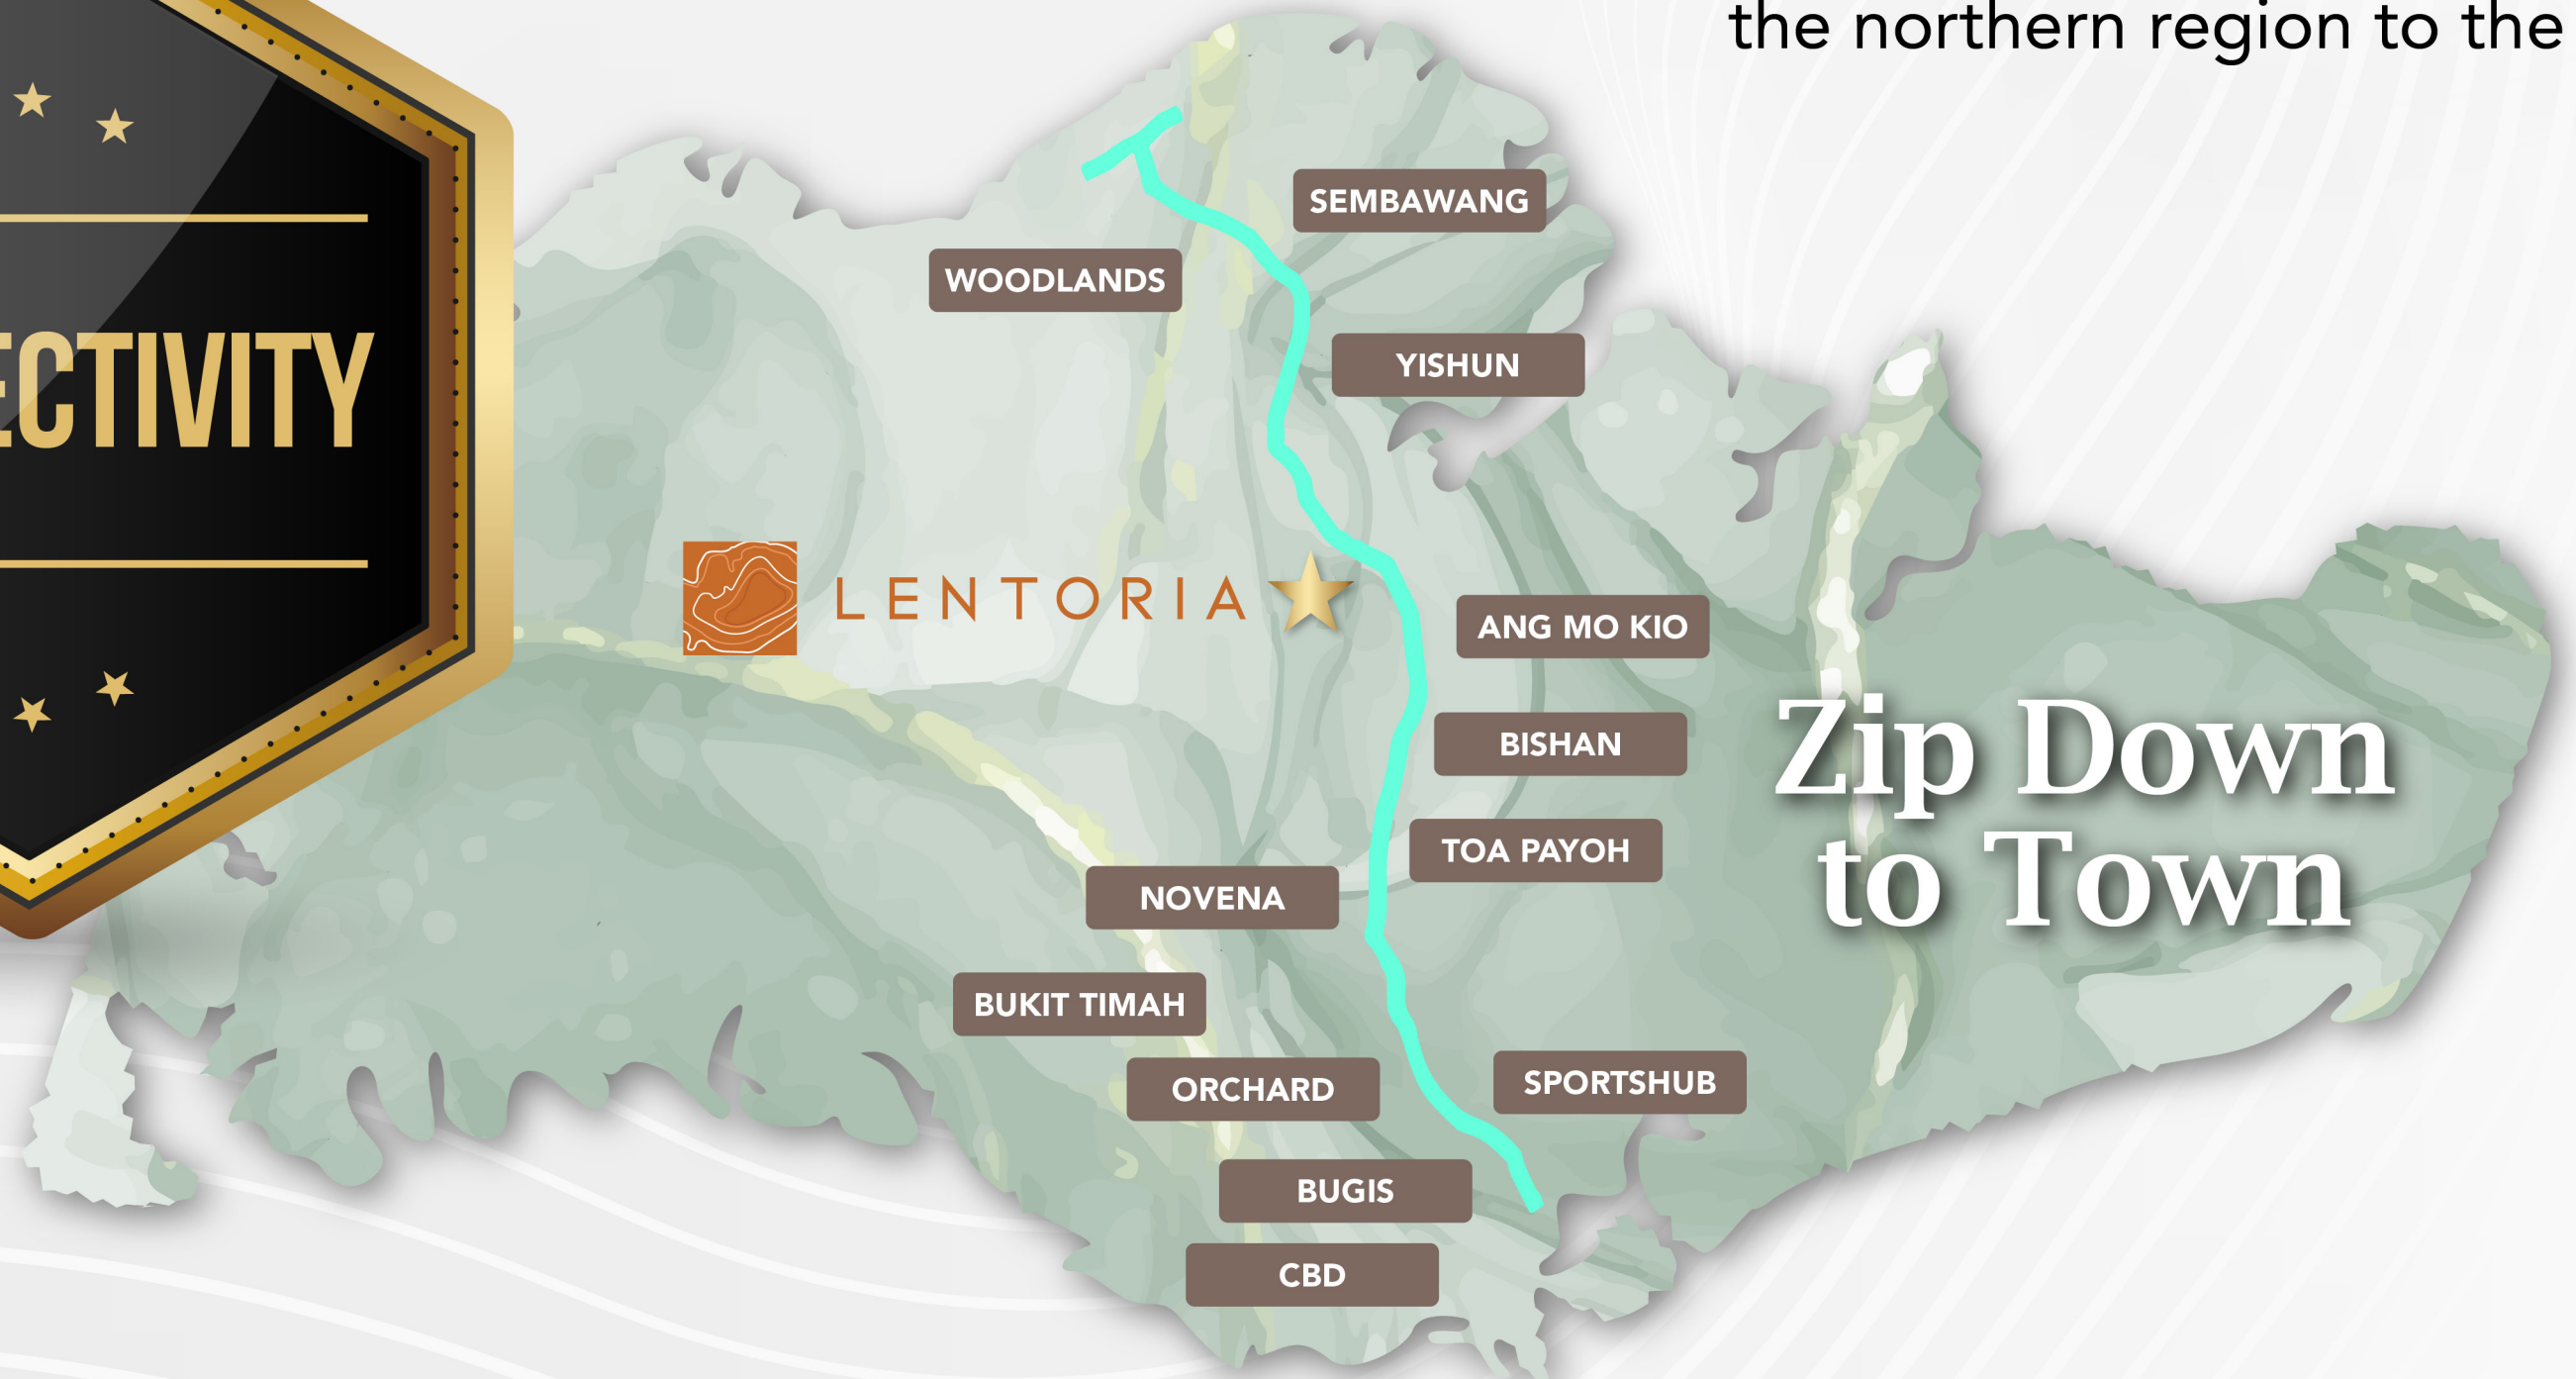 the northern region to the
SEMBAWANG
WOODLANDS
ECTIVITY
YISHUN
LENTORIA
ANG MO KIO
BISHAN
Zip Down
to Town
TOA PAYOH
NOVENA
BUKIT TIMAH
ORCHARD
SPORTSHUB
BUGIS
CBD